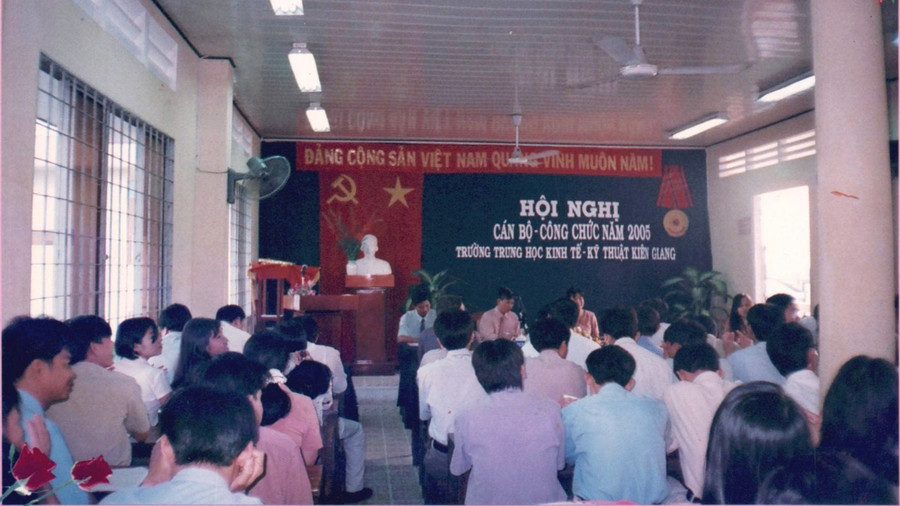 ĐẢNG CỘNG SẢN VIỆT NAM QUANG VINH MUÔN NĂM!
HỘI NGHỊ
CÁN BỘ - CÔNG CHỨC NĂM 2005
TRƯỜNG TRUNG HỌC KINH TẾ - KỸ THUẬT KIÊN GIANG